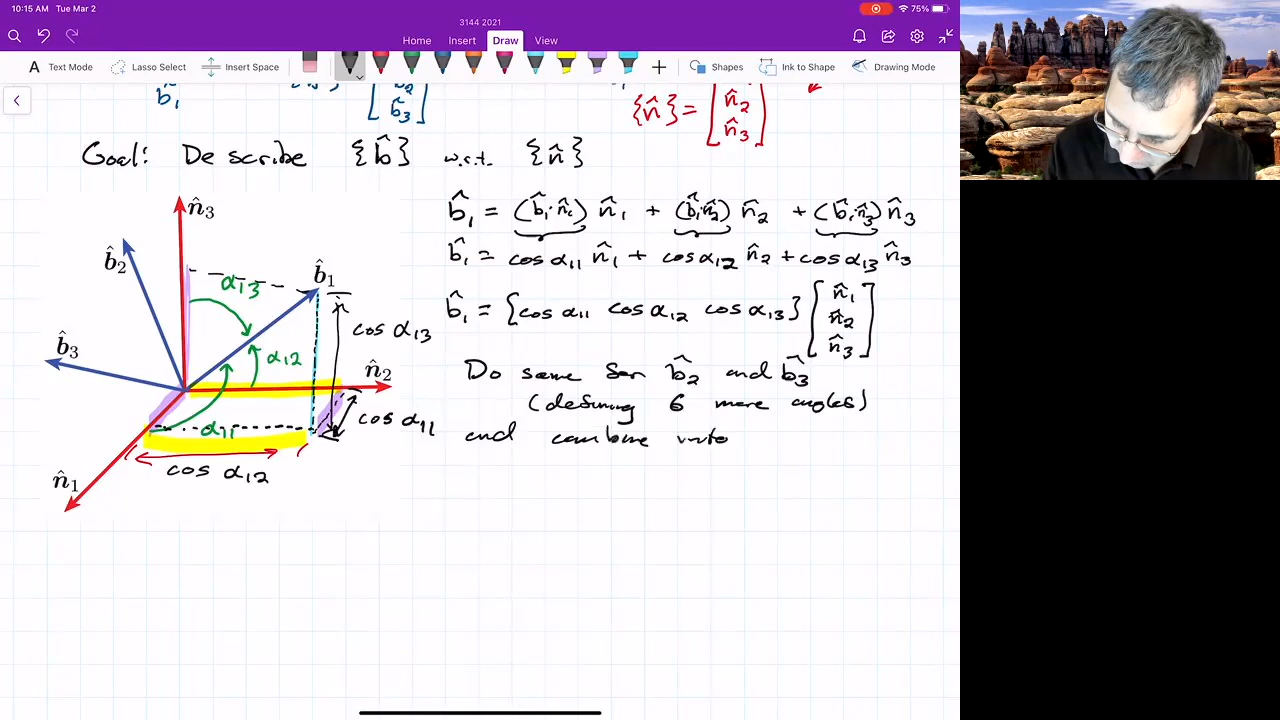 10:15 AM Tue Mar 2
75%
3144 2021
Home Insert Draw View
Text Mode Lasso Select Insert Space Shapes Ink to Shape Drawing Mode
b̂₁
b̂₃
{n̂} = [ n̂₂
n̂₃ ]
Goal: Describe {b̂} w.r.t. {n̂}
n̂₃
b̂₂
b̂₁
b̂₃
n̂₂
n̂₁
α₁₃
α₁₂
α₁₁
cos α₁₃
cos α₁₁
cos α₁₂
b̂₁ = (b̂₁·n̂₁) n̂₁ + (b̂₁·n̂₂) n̂₂ + (b̂₁·n̂₃) n̂₃
b̂₁ = cos α₁₁ n̂₁ + cos α₁₂ n̂₂ + cos α₁₃ n̂₃
b̂₁ = [cos α₁₁ cos α₁₂ cos α₁₃] [ n̂₁
n̂₂
n̂₃ ]
Do same for b̂₂ and b̂₃
(defining 6 more angles)
and combine into